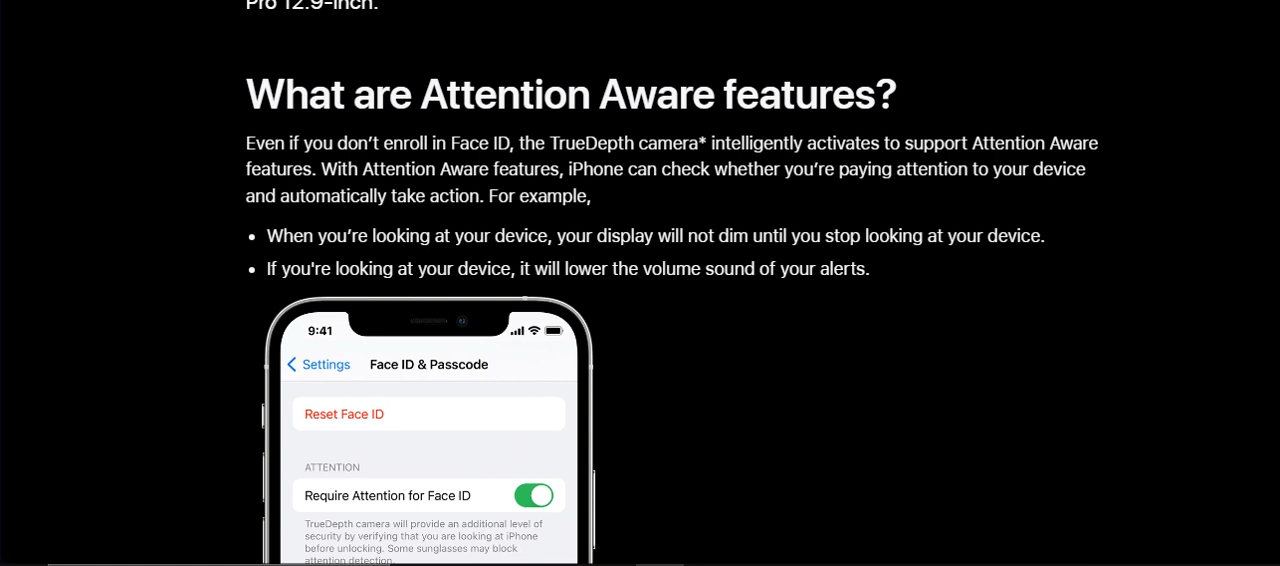 Pro 12.9-inch.
What are Attention Aware features?
Even if you don’t enroll in Face ID, the TrueDepth camera* intelligently activates to support Attention Aware
features. With Attention Aware features, iPhone can check whether you’re paying attention to your device
and automatically take action. For example,
• When you’re looking at your device, your display will not dim until you stop looking at your device.
• If you're looking at your device, it will lower the volume sound of your alerts.
9:41
Settings Face ID & Passcode
Reset Face ID
ATTENTION
Require Attention for Face ID
TrueDepth camera will provide an additional level of
security by verifying that you are looking at iPhone
before unlocking. Some sunglasses may block
attention detection.